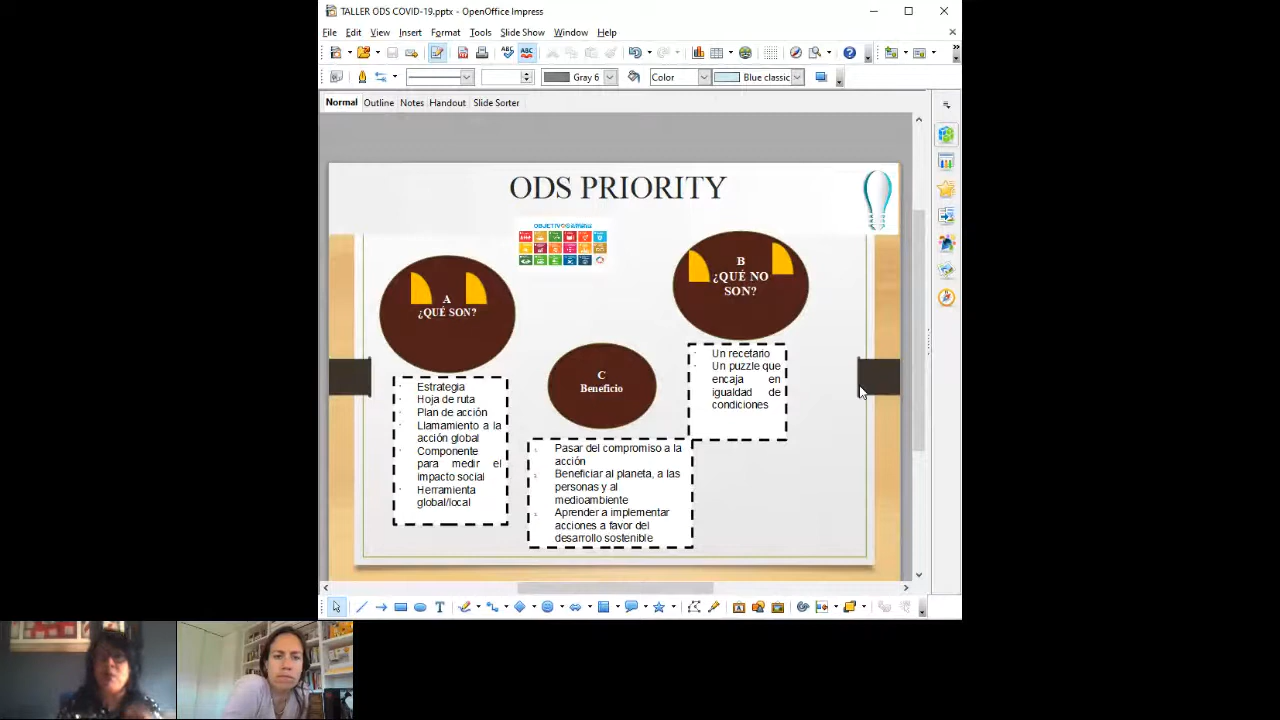 TALLER ODS COVID-19.pptx - OpenOffice Impress
File Edit View Insert Format Tools Slide Show Window Help
Gray 6 Color Blue classic
Normal Outline Notes Handout Slide Sorter
ODS PRIORITY
A
¿QUÉ SON?
Estrategia
Hoja de ruta
Plan de acción
Llamamiento a la
acción global
Componente
para medir el
impacto social
Herramienta
global/local
B
¿QUÉ NO
SON?
Un recetario
Un puzzle que
encaja en
igualdad de
condiciones
C
Beneficio
Pasar del compromiso a la
acción
Beneficiar al planeta, a las
personas y al
medioambiente
Aprender a implementar
acciones a favor del
desarrollo sostenible